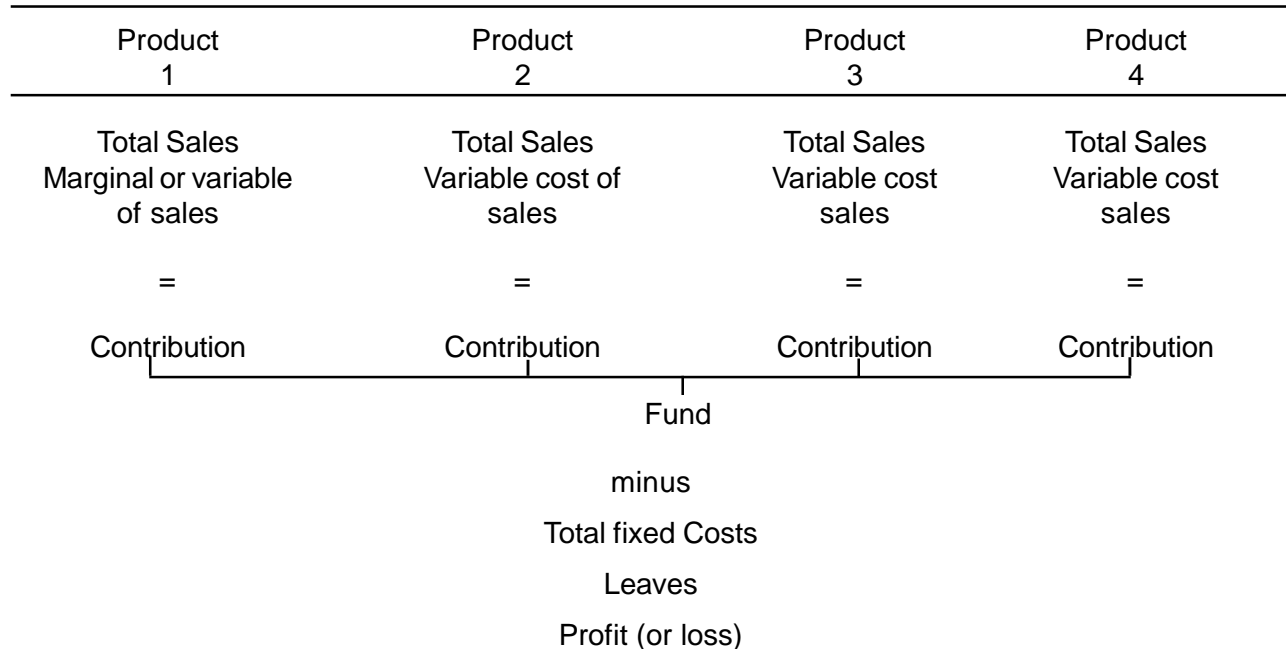 Product Product Product Product
1 2 3 4
Total Sales Total Sales Total Sales Total Sales
Marginal or variable Variable cost of Variable cost Variable cost
of sales sales sales sales
= = = =
Contribution Contribution Contribution Contribution
Fund
minus
Total fixed Costs
Leaves
Profit (or loss)